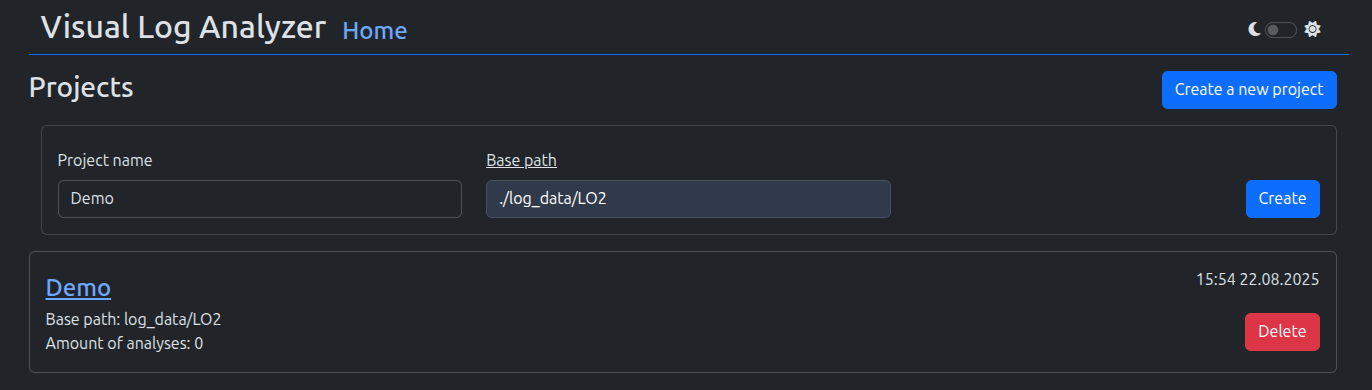 Visual Log Analyzer Home
Projects
Create a new project
Project name
Base path
Demo
./log_data/LO2
Create
Demo
15:54 22.08.2025
Base path: log_data/LO2
Amount of analyses: 0
Delete